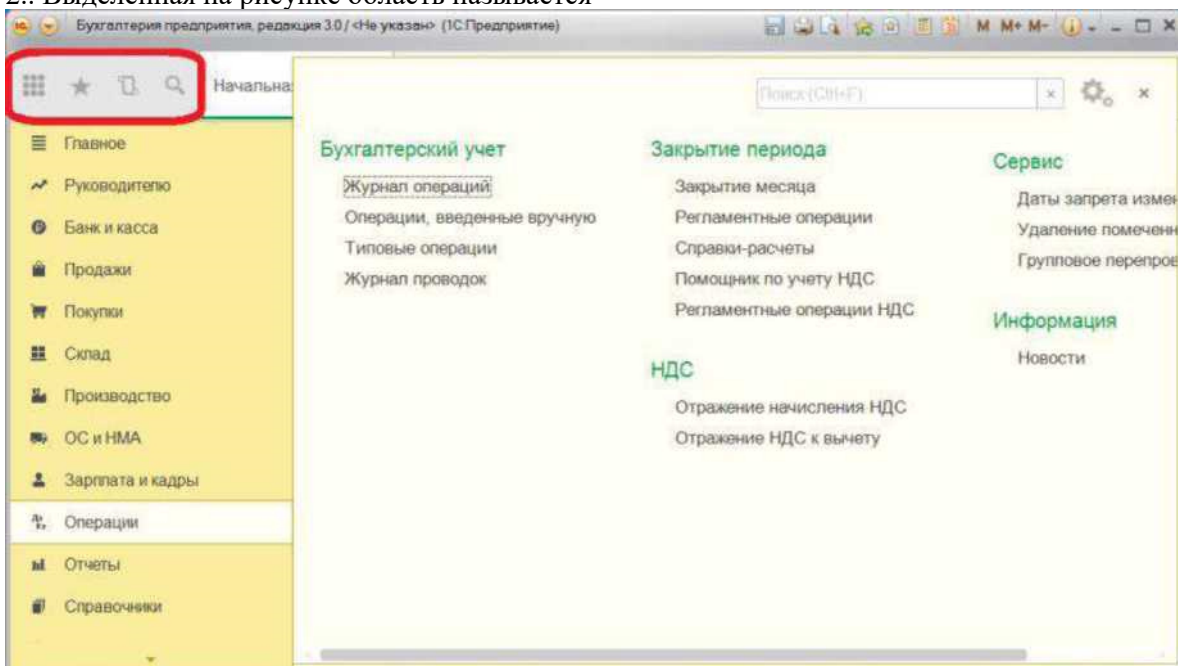 2.. Выделенная на рисунке область называется
Бухгалтерия предприятия, редакция 3.0 / <Не указан> (1С:Предприятие)
M M+ M-
Начальна
Поиск (Ctrl+F)
Главное
Руководителю
Банк и касса
Продажи
Покупки
Склад
Производство
ОС и НМА
Зарплата и кадры
Операции
Отчеты
Справочники
Бухгалтерский учет
Журнал операций
Операции, введенные вручную
Типовые операции
Журнал проводок
Закрытие периода
Закрытие месяца
Регламентные операции
Справки-расчеты
Помощник по учету НДС
Регламентные операции НДС
НДС
Отражение начисления НДС
Отражение НДС к вычету
Сервис
Даты запрета измен
Удаление помеченн
Групповое перепров
Информация
Новости